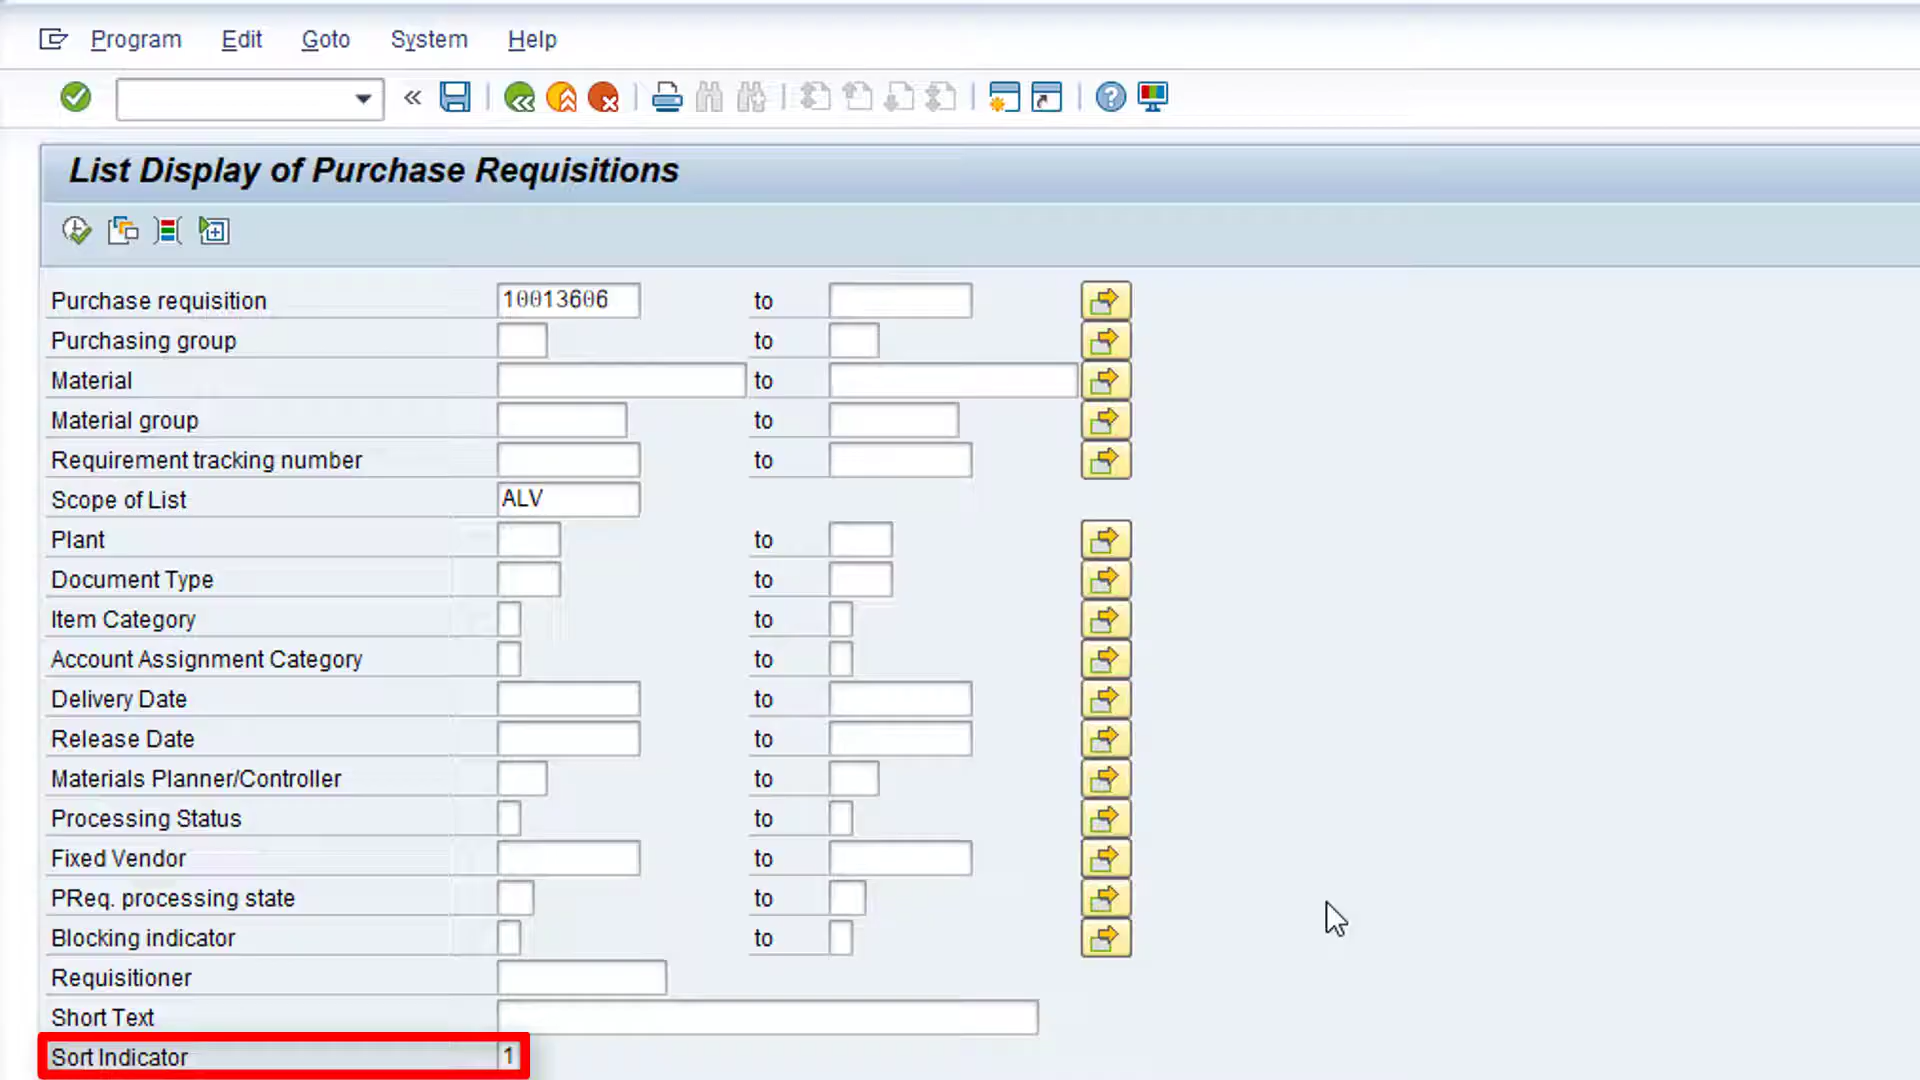 Program Edit Goto System Help
List Display of Purchase Requisitions
Purchase requisition 10013606 to
Purchasing group to
Material to
Material group to
Requirement tracking number to
Scope of List ALV
Plant to
Document Type to
Item Category to
Account Assignment Category to
Delivery Date to
Release Date to
Materials Planner/Controller to
Processing Status to
Fixed Vendor to
PReq. processing state to
Blocking indicator to
Requisitioner
Short Text
Sort Indicator 1